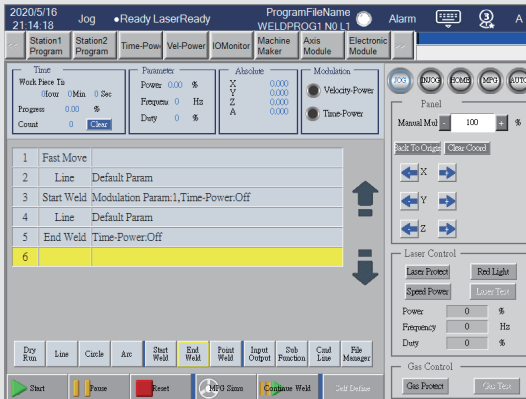 2020/5/16
21:14:18
Jog
●Ready LaserReady
ProgramFileName
WELDPROG1 N0 L1
Alarm
A
Station1 Program
Station2 Program
Time-Powe
Vel-Power
IOMonitor
Machine Maker
Axis Module
Electronic Module
Time
Work Piece Ti
0Hour 0Min 0 Sec
Progress 0.00 %
Count 0 Clear
Parameter
Power 0.00 %
Frequenc 0 Hz
Duty 0 %
Absolute
X 0.000
Y 0.000
Z 0.000
A 0.000
Modulation
Velocity-Power
Time-Power
JOG INJOG HOME MPG AUTO
Panel
Manual Mul - 100 + %
Back To Origin Clear Coord
X
Y
Z
1 Fast Move
2 Line Default Param
3 Start Weld Modulation Param:1,Time-Power:Off
4 Line Default Param
5 End Weld Time-Power:Off
6
Laser Control
Laser Protect Red Light
Speed Power Laser Test
Power 0 %
Frequency 0 Hz
Duty 0 %
Gas Control
Gas Protect Gas Test
Dry Run
Line
Circle
Arc
Start Weld
End Weld
Point Weld
Input Output
Sub Function
Cmd Line
File Manager
Start
Pause
Reset
MPG Simu
Continue Weld
Self Define